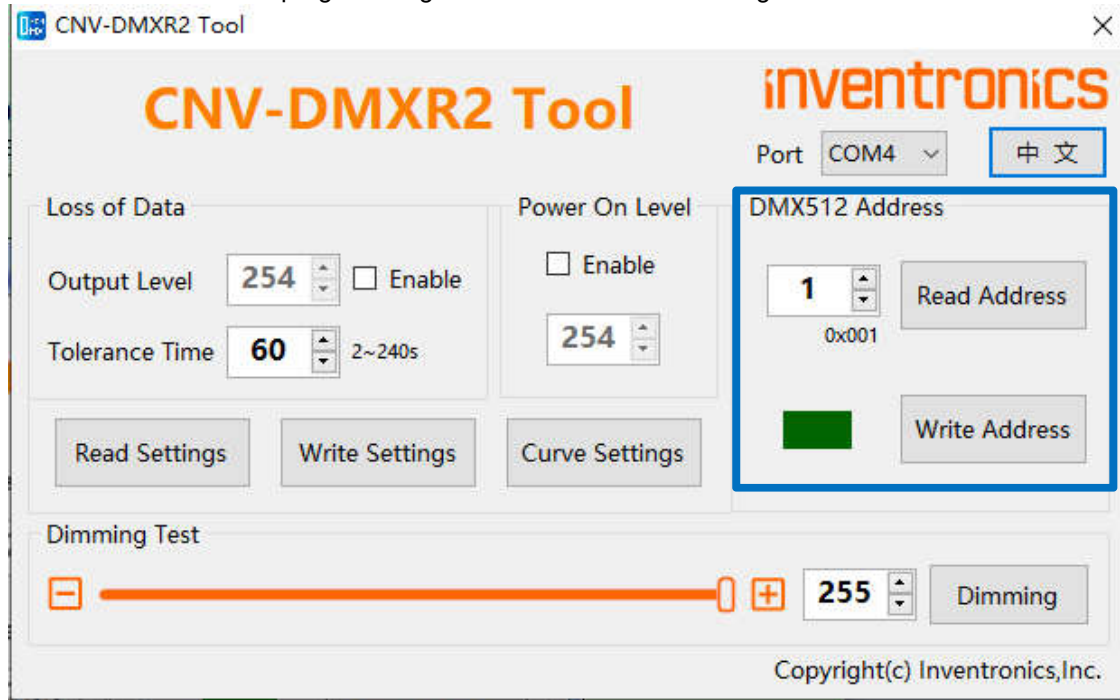 CNV-DMXR2 Tool
CNV-DMXR2 Tool
inventronics
Port COM4 中文
Loss of Data
Output Level 254 Enable
Tolerance Time 60 2~240s
Power On Level
Enable
254
DMX512 Address
1 Read Address
0x001
Write Address
Read Settings Write Settings Curve Settings
Dimming Test
255 Dimming
Copyright(c) Inventronics,Inc.